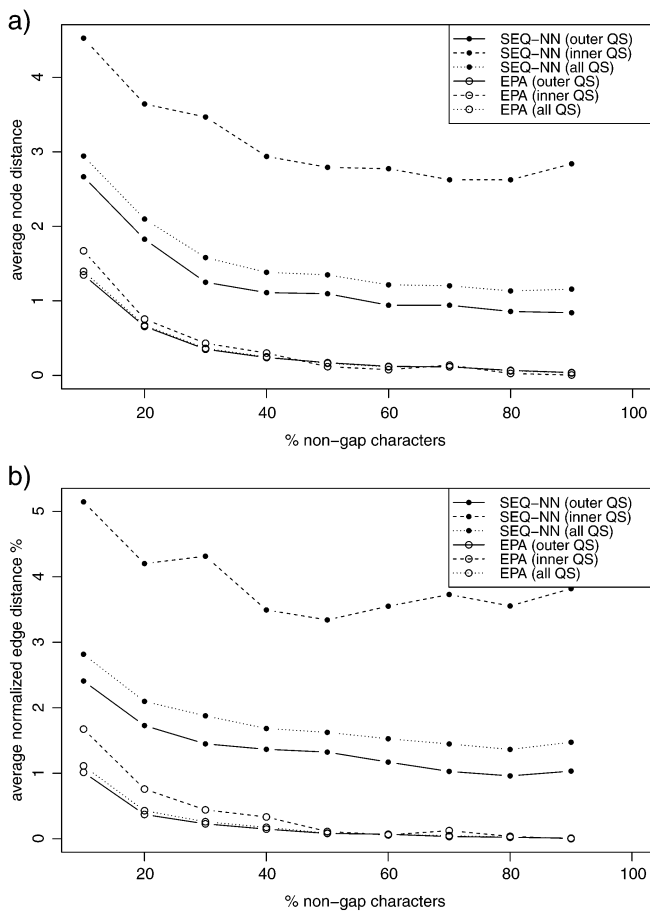 a)
SEQ−NN (outer QS)
SEQ−NN (inner QS)
SEQ−NN (all QS)
EPA (outer QS)
EPA (inner QS)
EPA (all QS)
4
3
2
1
0
average node distance
20 40 60 80 100
% non−gap characters
b)
SEQ−NN (outer QS)
SEQ−NN (inner QS)
SEQ−NN (all QS)
EPA (outer QS)
EPA (inner QS)
EPA (all QS)
5
4
3
2
1
0
average normalized edge distance %
20 40 60 80 100
% non−gap characters